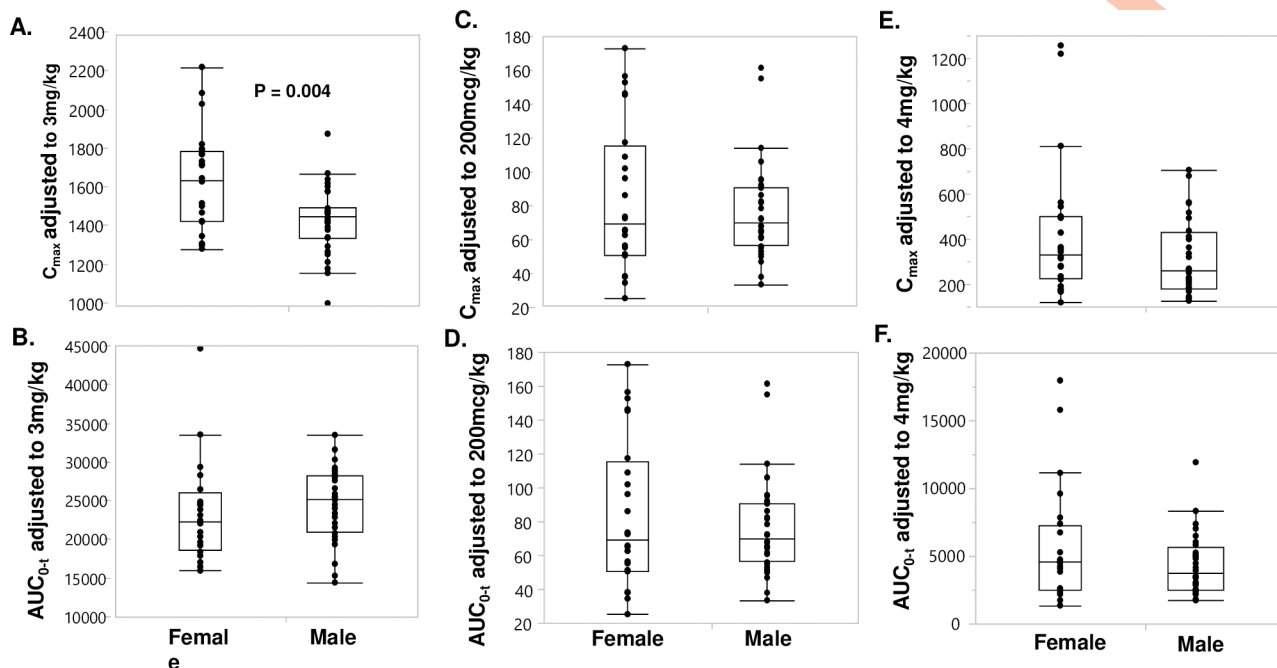 A.
Cmax adjusted to 3mg/kg
2400
2200
2000
1800
1600
1400
1200
1000
P = 0.004
C.
Cmax adjusted to 200mcg/kg
180
160
140
120
100
80
60
40
20
E.
Cmax adjusted to 4mg/kg
1200
1000
800
600
400
200
B.
AUC0-t adjusted to 3mg/kg
45000
40000
35000
30000
25000
20000
15000
10000
Femal
e
Male
D.
AUC0-t adjusted to 200mcg/kg
180
160
140
120
100
80
60
40
20
Female
Male
F.
AUC0-t adjusted to 4mg/kg
20000
15000
10000
5000
0
Female
Male